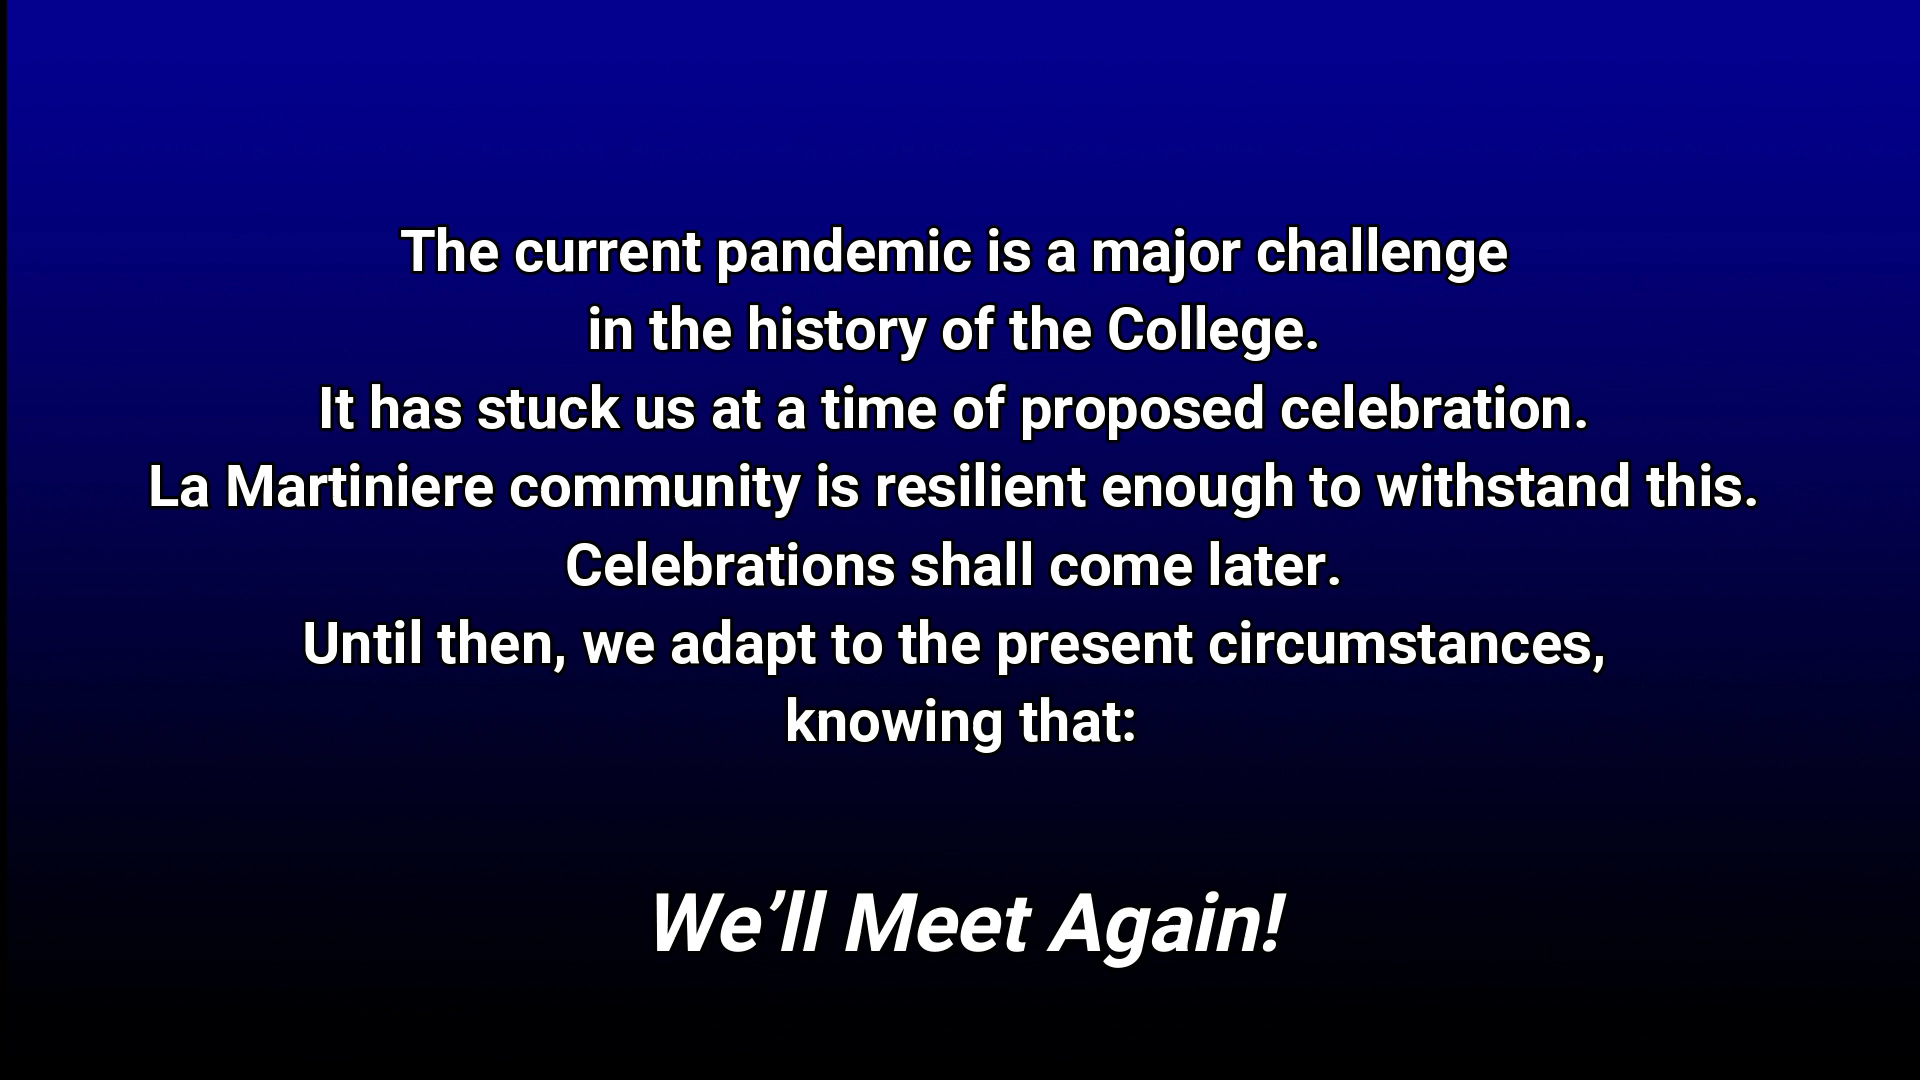 The current pandemic is a major challenge
in the history of the College.
It has stuck us at a time of proposed celebration.
La Martiniere community is resilient enough to withstand this.
Celebrations shall come later.
Until then, we adapt to the present circumstances,
knowing that:
We’ll Meet Again!